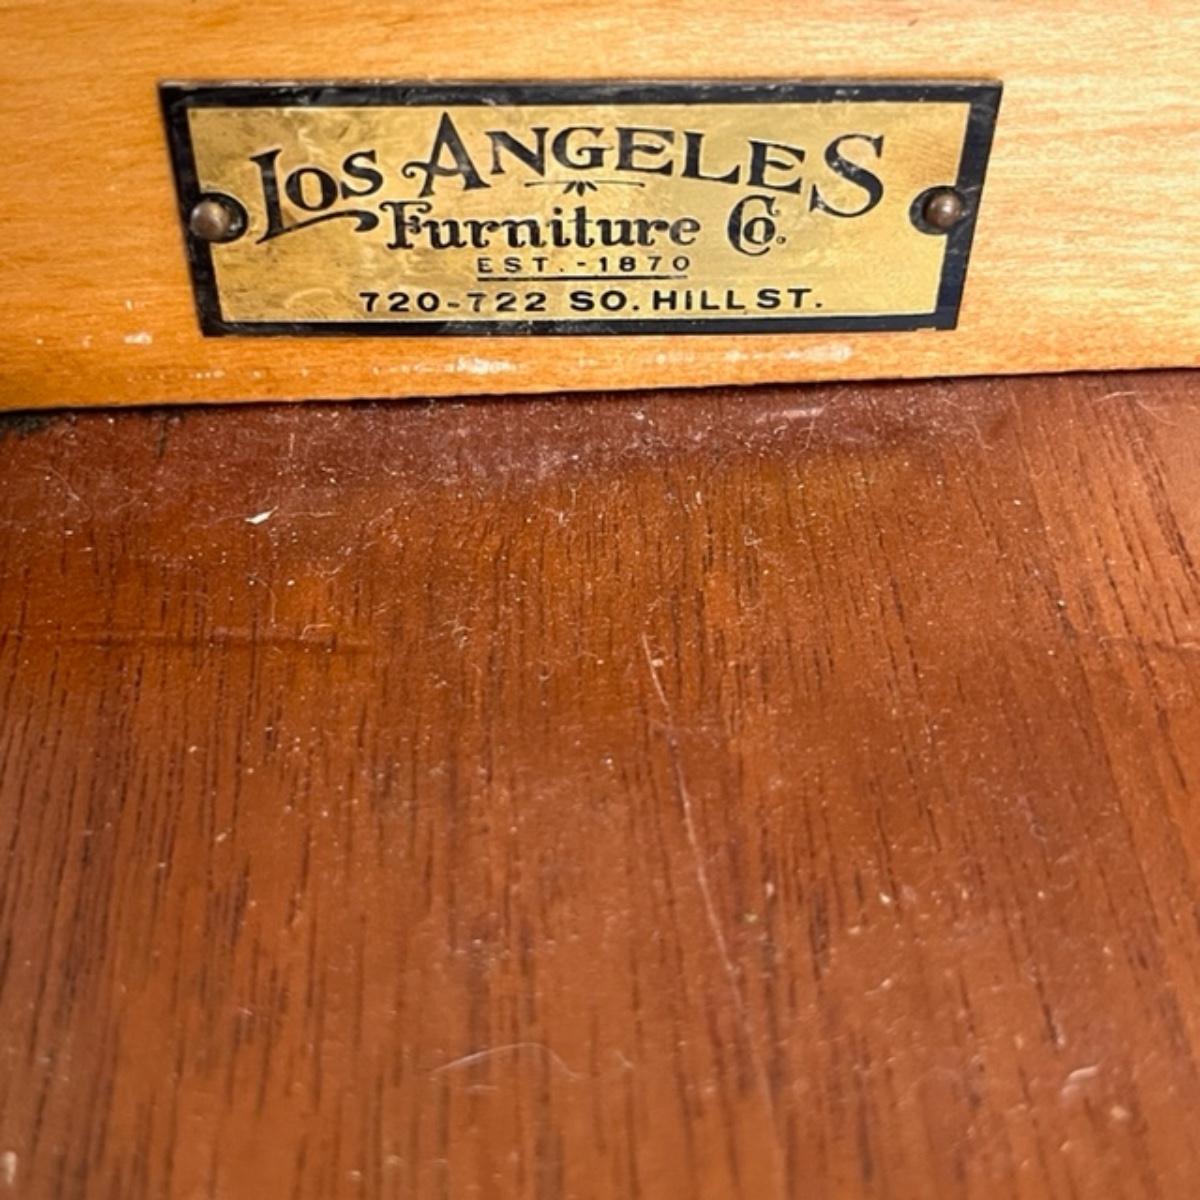 Los Angeles
Furniture Co.
EST.-1870
720-722 SO. HILL ST.